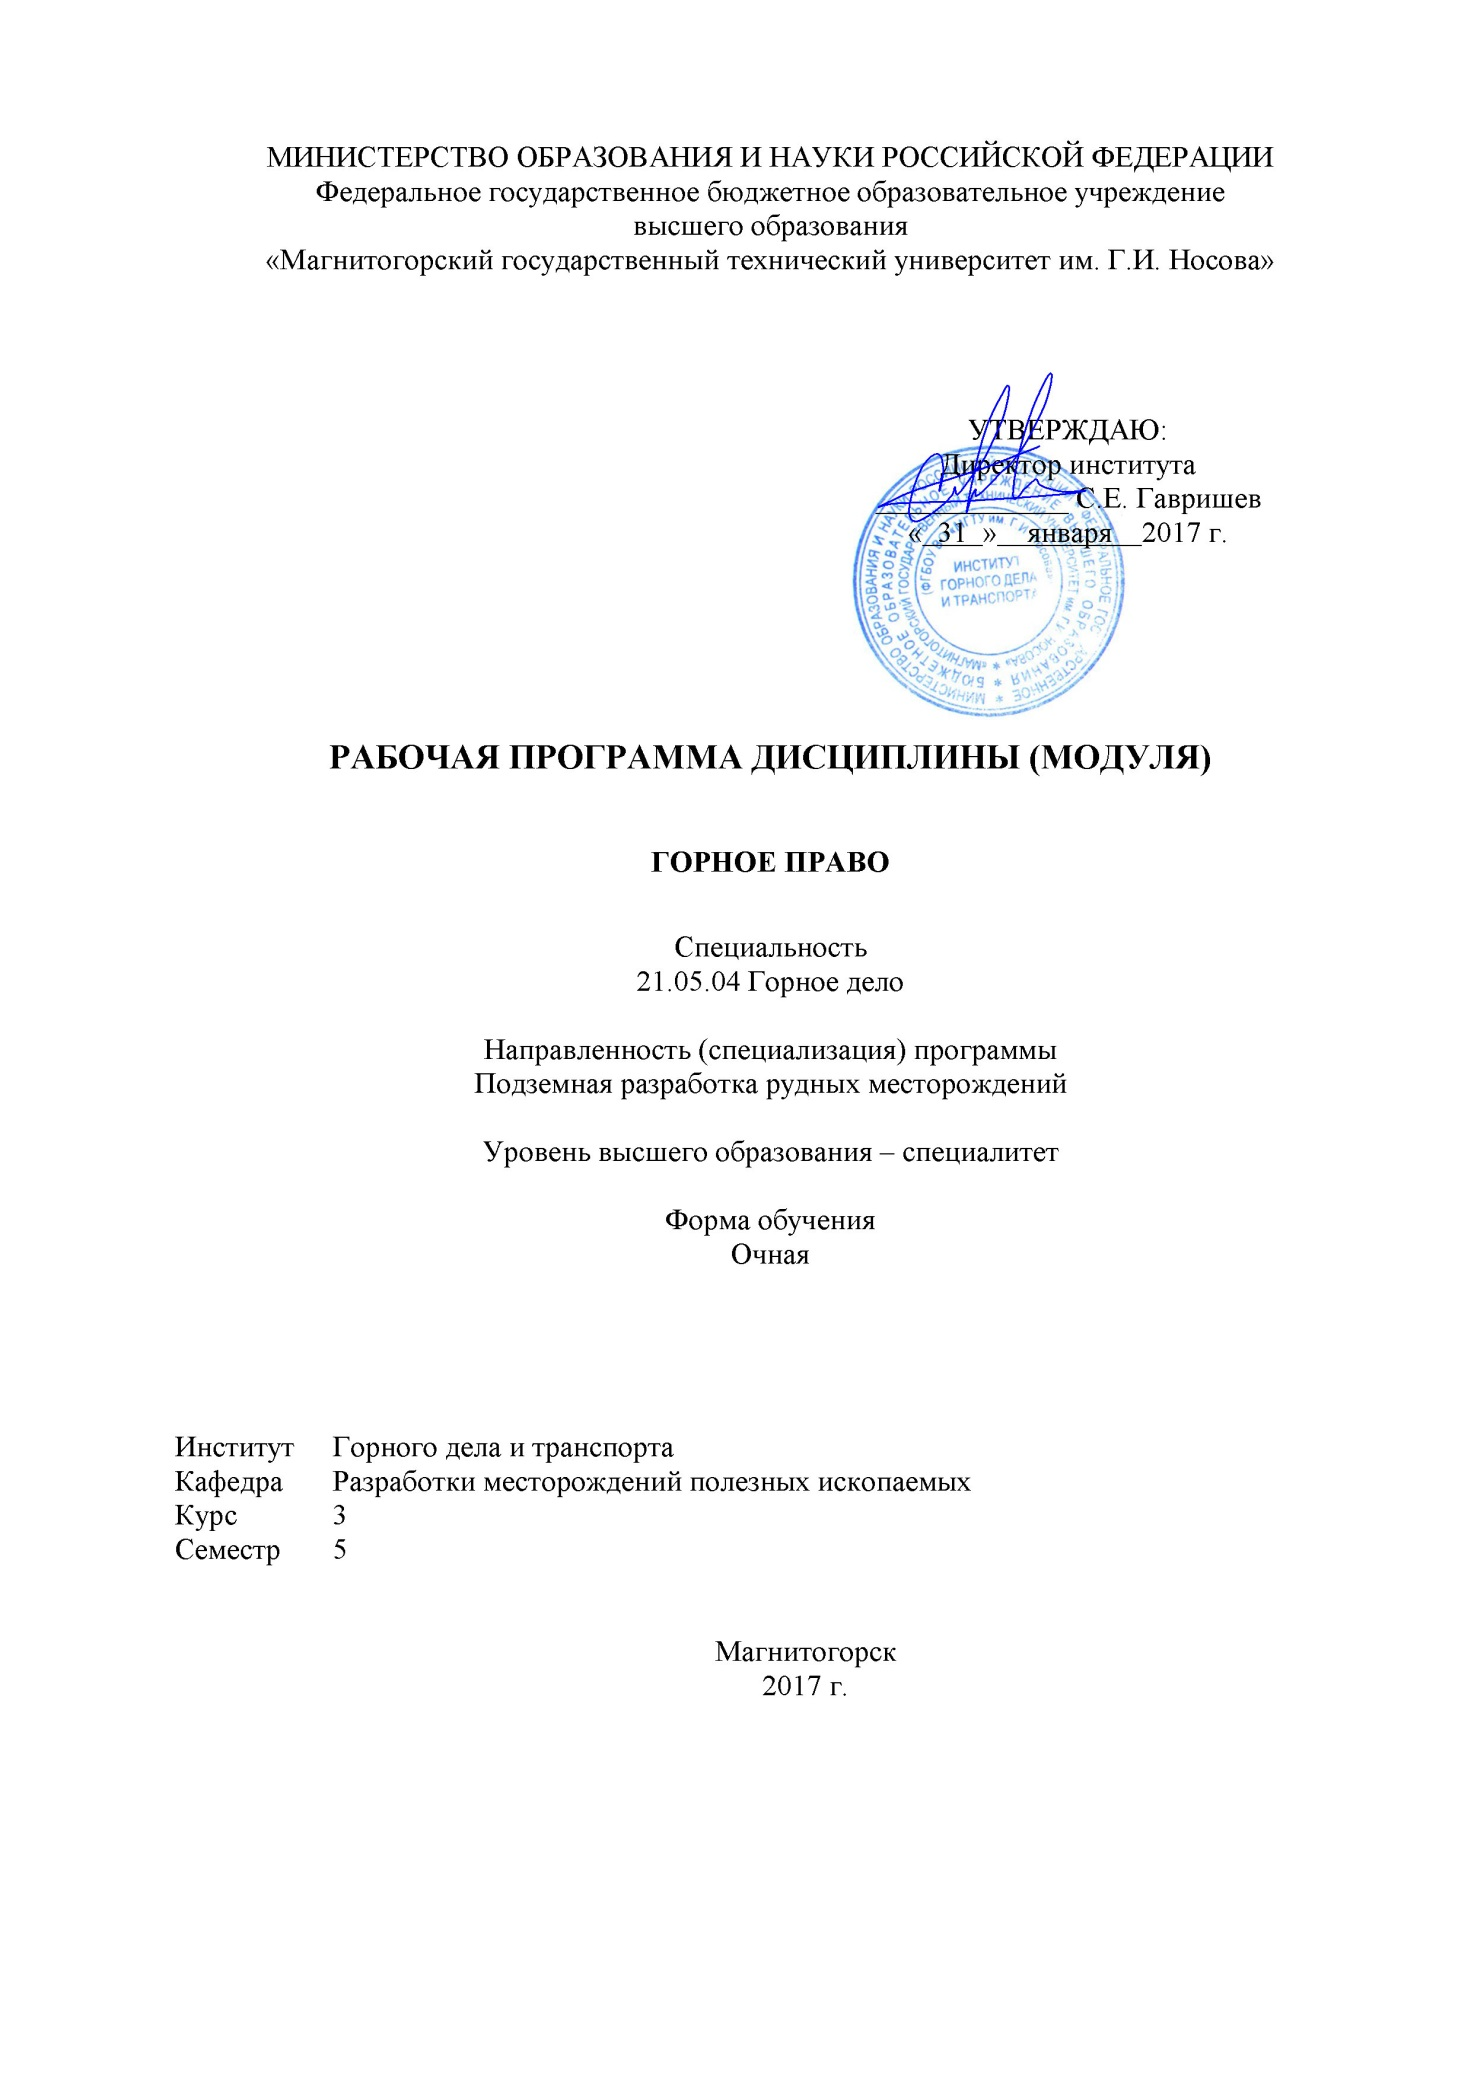 МИНИСТЕРСТВО ОБРАЗОВАНИЯ И НАУКИ РОССИЙСКОЙ ФЕДЕРАЦИИ
Федеральное государственное бюджетное образовательное учреждение
высшего образования
«Магнитогорский государственный технический университет им. Г.И. Носова»
УТВЕРЖДАЮ:
Директор института
_____________ С.Е. Гавришев
«_31_»__января__2017 г.
ИНСТИТУТ
ГОРНОГО ДЕЛА
И ТРАНСПОРТА
РАБОЧАЯ ПРОГРАММА ДИСЦИПЛИНЫ (МОДУЛЯ)
ГОРНОЕ ПРАВО
Специальность
21.05.04 Горное дело
Направленность (специализация) программы
Подземная разработка рудных месторождений
Уровень высшего образования – специалитет
Форма обучения
Очная
Институт Горного дела и транспорта
Кафедра Разработки месторождений полезных ископаемых
Курс 3
Семестр 5
Магнитогорск
2017 г.